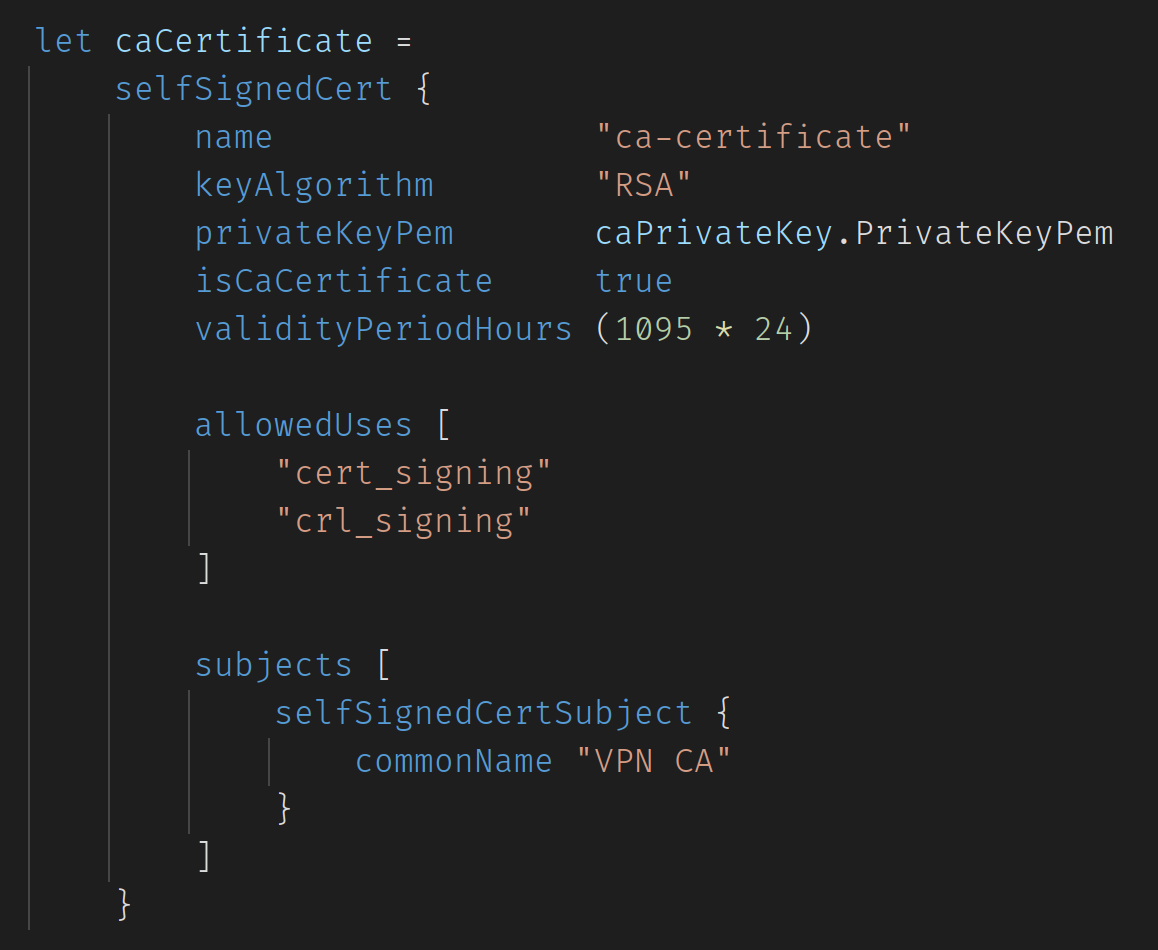 let caCertificate =
    selfSignedCert {
        name                "ca-certificate"
        keyAlgorithm        "RSA"
        privateKeyPem       caPrivateKey.PrivateKeyPem
        isCaCertificate     true
        validityPeriodHours (1095 * 24)

        allowedUses [
            "cert_signing"
            "crl_signing"
        ]

        subjects [
            selfSignedCertSubject {
                commonName "VPN CA"
            }
        ]
    }